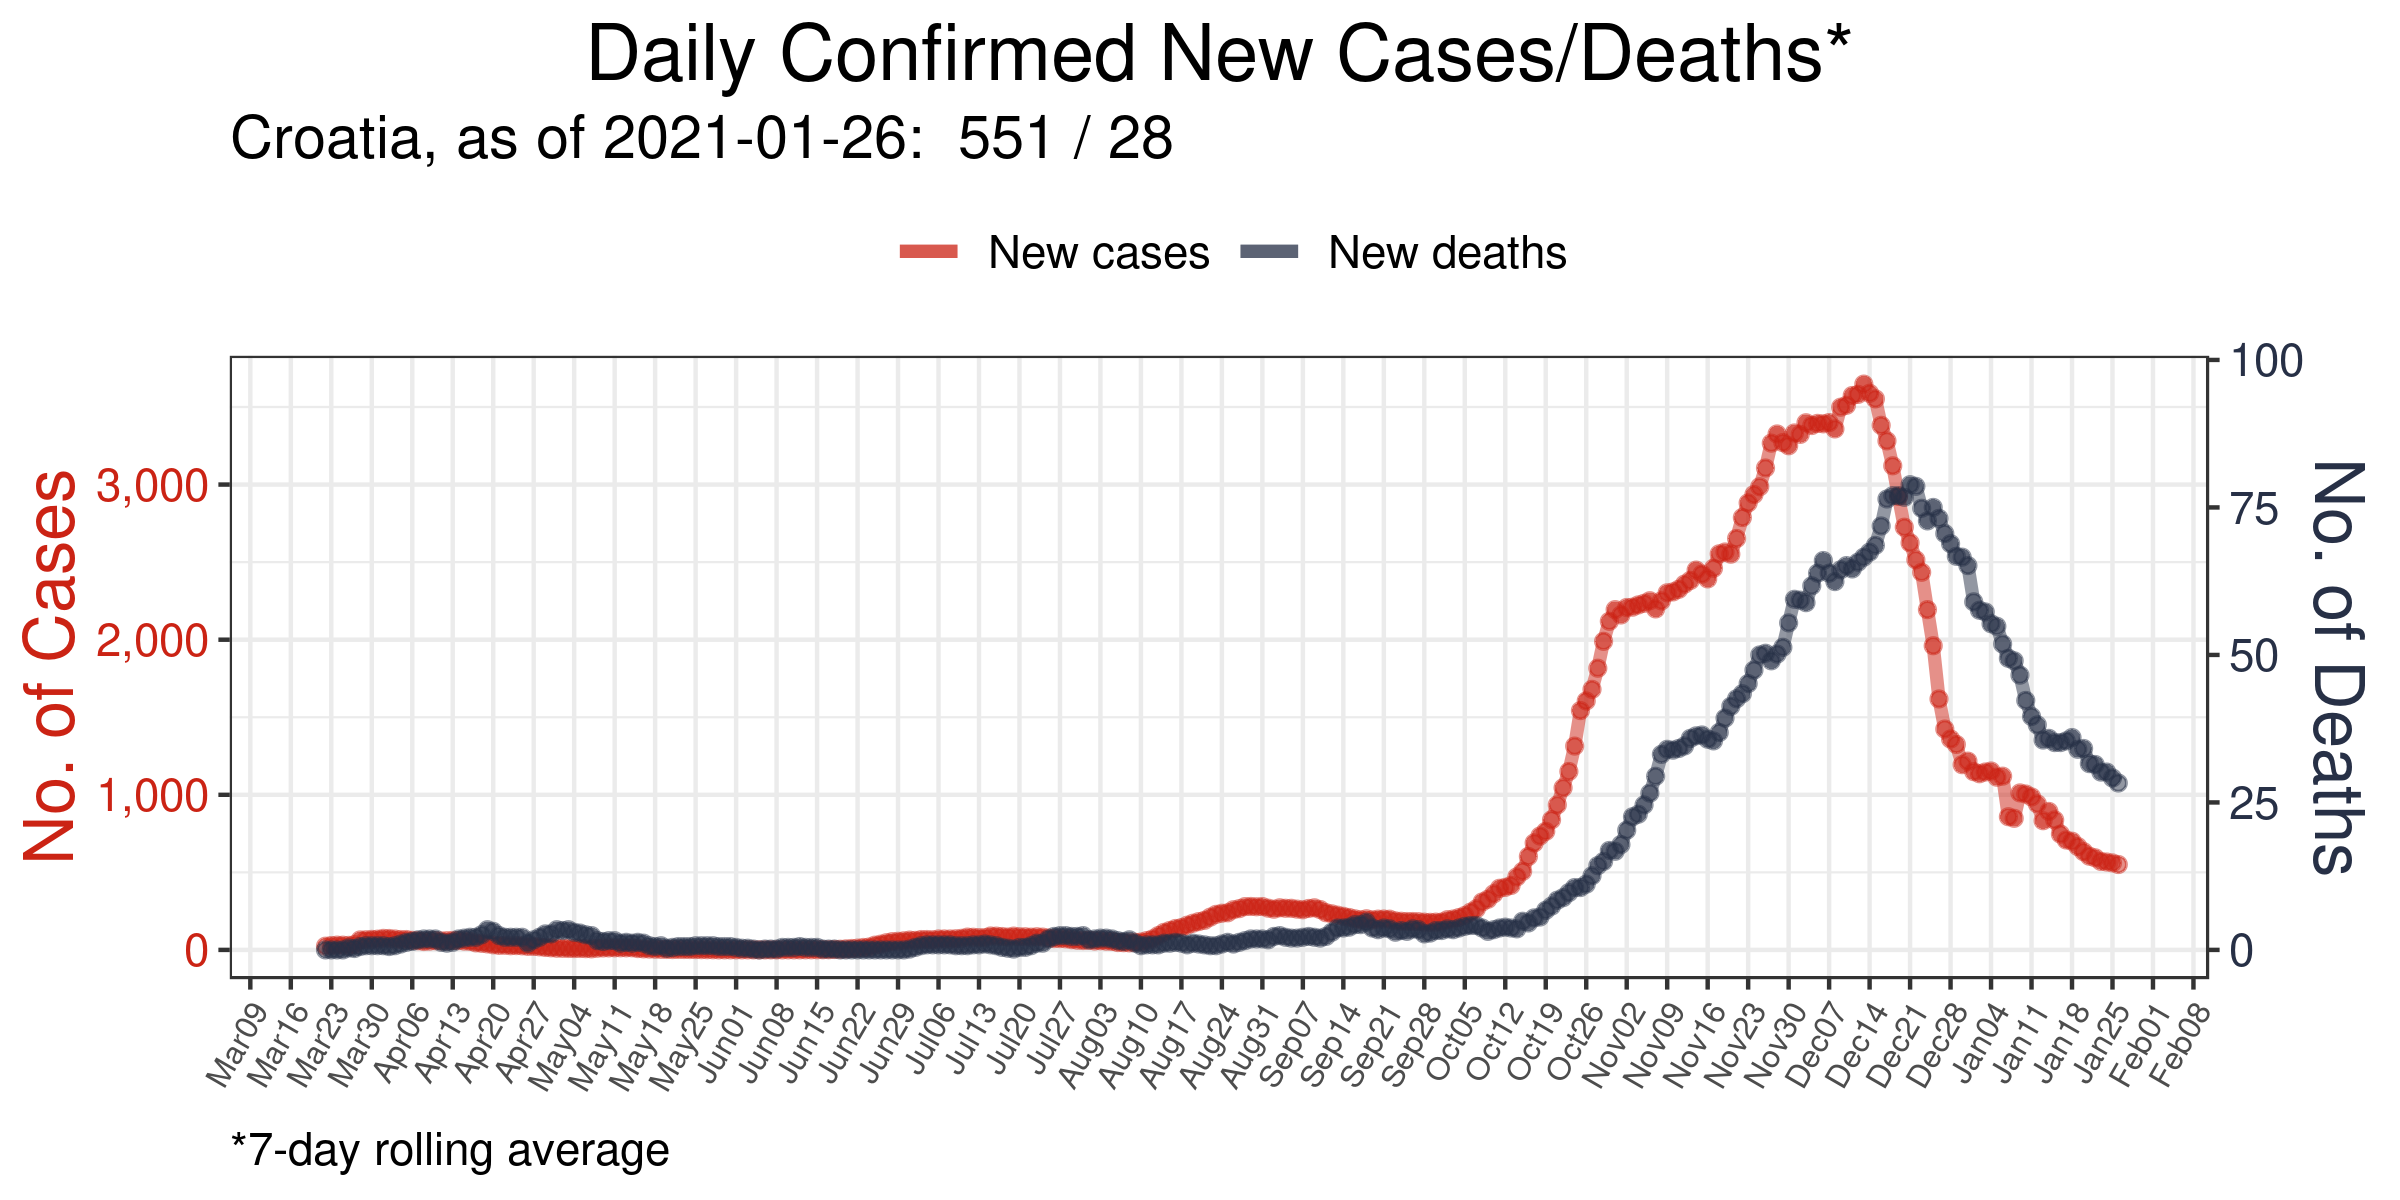 Daily Confirmed New Cases/Deaths*
Croatia, as of 2021-01-26:  551 / 28
New cases
New deaths
No. of Cases
3,000
2,000
1,000
0
100
75
50
25
0
No. of Deaths
Mar09
Mar16
Mar23
Mar30
Apr06
Apr13
Apr20
Apr27
May04
May11
May18
May25
Jun01
Jun08
Jun15
Jun22
Jun29
Jul06
Jul13
Jul20
Jul27
Aug03
Aug10
Aug17
Aug24
Aug31
Sep07
Sep14
Sep21
Sep28
Oct05
Oct12
Oct19
Oct26
Nov02
Nov09
Nov16
Nov23
Nov30
Dec07
Dec14
Dec21
Dec28
Jan04
Jan11
Jan18
Jan25
Feb01
Feb08
*7-day rolling average